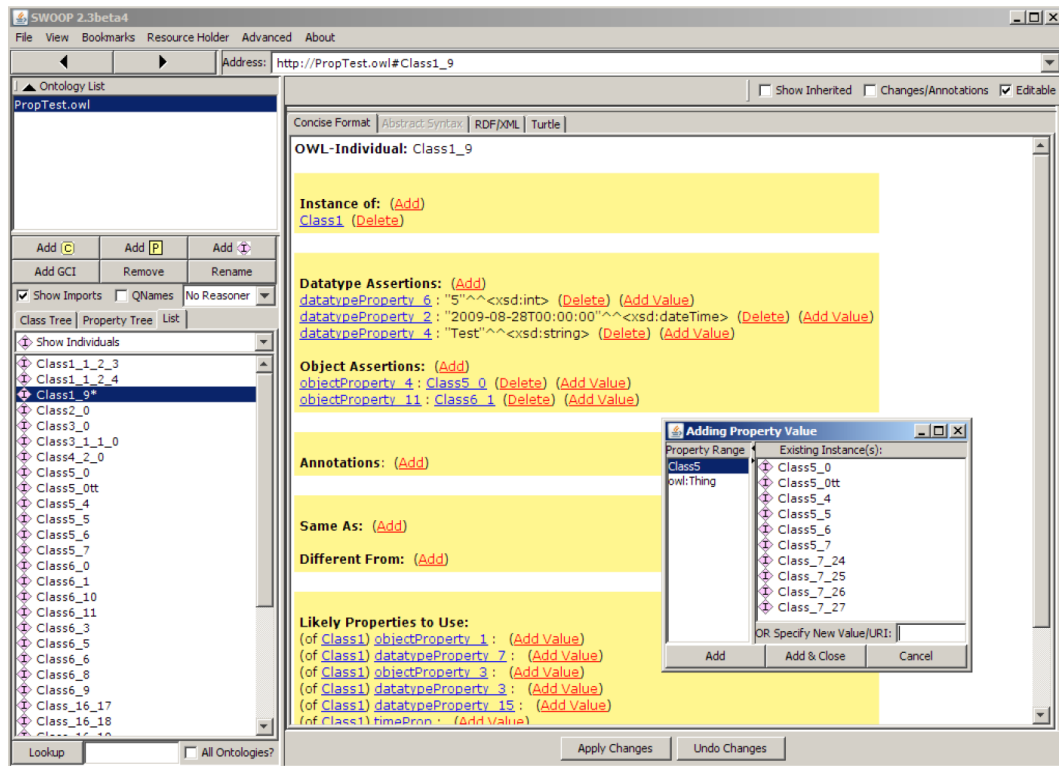 SWOOP 2.3beta4
File View Bookmarks Resource Holder Advanced About
Address: http://PropTest.owl#Class1_9
Ontology List
PropTest.owl
Show Inherited Changes/Annotations Editable
Concise Format Abstract Syntax RDF/XML Turtle
OWL-Individual: Class1_9
Instance of: (Add)
Class1 (Delete)
Datatype Assertions: (Add)
datatypeProperty_6 : "5"^^<xsd:int> (Delete) (Add Value)
datatypeProperty_2 : "2009-08-28T00:00:00"^^<xsd:dateTime> (Delete) (Add Value)
datatypeProperty_4 : "Test"^^<xsd:string> (Delete) (Add Value)
Object Assertions: (Add)
objectProperty_4 : Class5_0 (Delete) (Add Value)
objectProperty_11 : Class6_1 (Delete) (Add Value)
Annotations: (Add)
Same As: (Add)
Different From: (Add)
Likely Properties to Use:
(of Class1) objectProperty_1 : (Add Value)
(of Class1) datatypeProperty_7 : (Add Value)
(of Class1) objectProperty_3 : (Add Value)
(of Class1) datatypeProperty_3 : (Add Value)
(of Class1) datatypeProperty_15 : (Add Value)
(of Class1) timeProp : (Add Value)
Add C Add P Add I
Add GCI Remove Rename
Show Imports QNames No Reasoner
Class Tree Property Tree List
Show Individuals
Class1_1_2_3
Class1_1_2_4
Class1_9*
Class2_0
Class3_0
Class3_1_1_0
Class4_2_0
Class5_0
Class5_0tt
Class5_4
Class5_5
Class5_6
Class5_7
Class6_0
Class6_1
Class6_10
Class6_11
Class6_3
Class6_5
Class6_6
Class6_8
Class6_9
Class_16_17
Class_16_18
Lookup All Ontologies?
Adding Property Value
Property Range Existing Instance(s):
Class5
owl:Thing
Class5_0
Class5_0tt
Class5_4
Class5_5
Class5_6
Class5_7
Class_7_24
Class_7_25
Class_7_26
Class_7_27
OR Specify New Value/URI:
Add Add & Close Cancel
Apply Changes Undo Changes